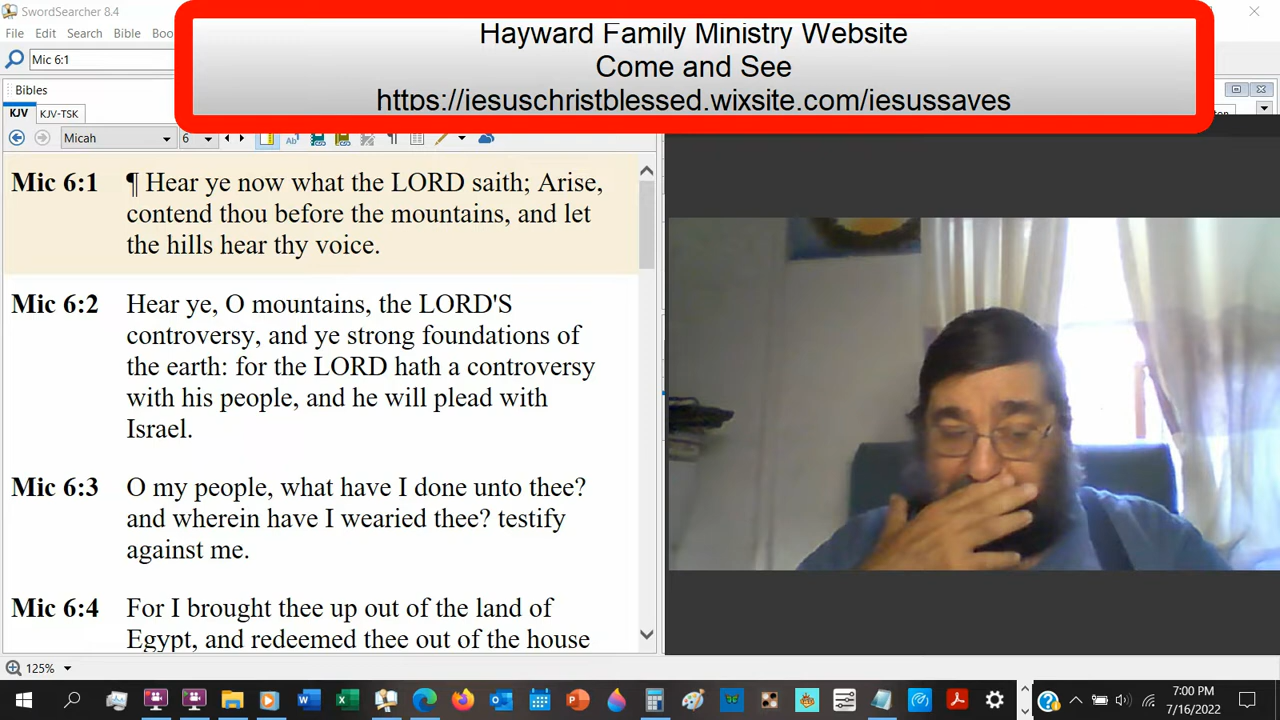 SwordSearcher 8.4
File Edit Search Bible
Mic 6:1
Hayward Family Ministry Website
Come and See
https://jesuschristblessed.wixsite.com/jesussaves
Bibles
KJV KJV-TSK
Micah 6
Mic 6:1 ¶ Hear ye now what the LORD saith; Arise,
contend thou before the mountains, and let
the hills hear thy voice.
Mic 6:2 Hear ye, O mountains, the LORD'S
controversy, and ye strong foundations of
the earth: for the LORD hath a controversy
with his people, and he will plead with
Israel.
Mic 6:3 O my people, what have I done unto thee?
and wherein have I wearied thee? testify
against me.
Mic 6:4 For I brought thee up out of the land of
Egypt, and redeemed thee out of the house
125%
7:00 PM
7/16/2022